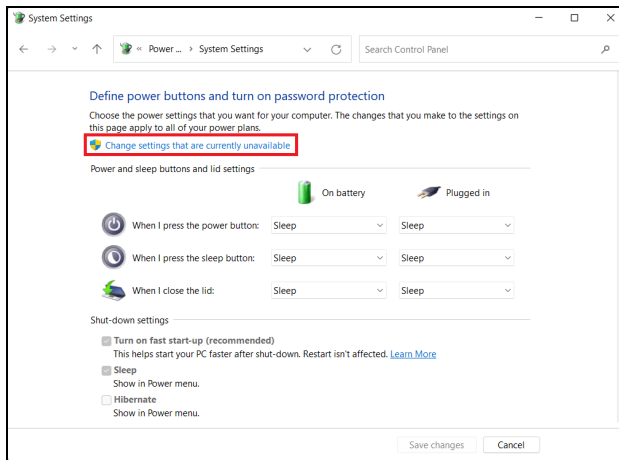 System Settings
« Power ... › System Settings
Search Control Panel
Define power buttons and turn on password protection
Choose the power settings that you want for your computer. The changes that you make to the settings on
this page apply to all of your power plans.
Change settings that are currently unavailable
Power and sleep buttons and lid settings
On battery Plugged in
When I press the power button: Sleep Sleep
When I press the sleep button: Sleep Sleep
When I close the lid: Sleep Sleep
Shut-down settings
Turn on fast start-up (recommended)
This helps start your PC faster after shut-down. Restart isn't affected. Learn More
Sleep
Show in Power menu.
Hibernate
Show in Power menu.
Save changes Cancel